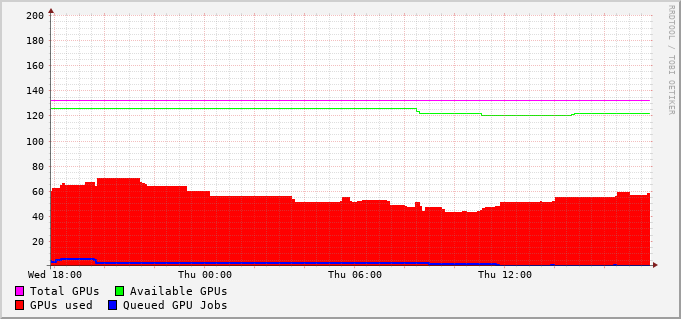 200
180
160
140
120
100
80
60
40
20
Wed 18:00 Thu 00:00 Thu 06:00 Thu 12:00
Total GPUs Available GPUs
GPUs used Queued GPU Jobs
RRDTOOL / TOBI OETIKER